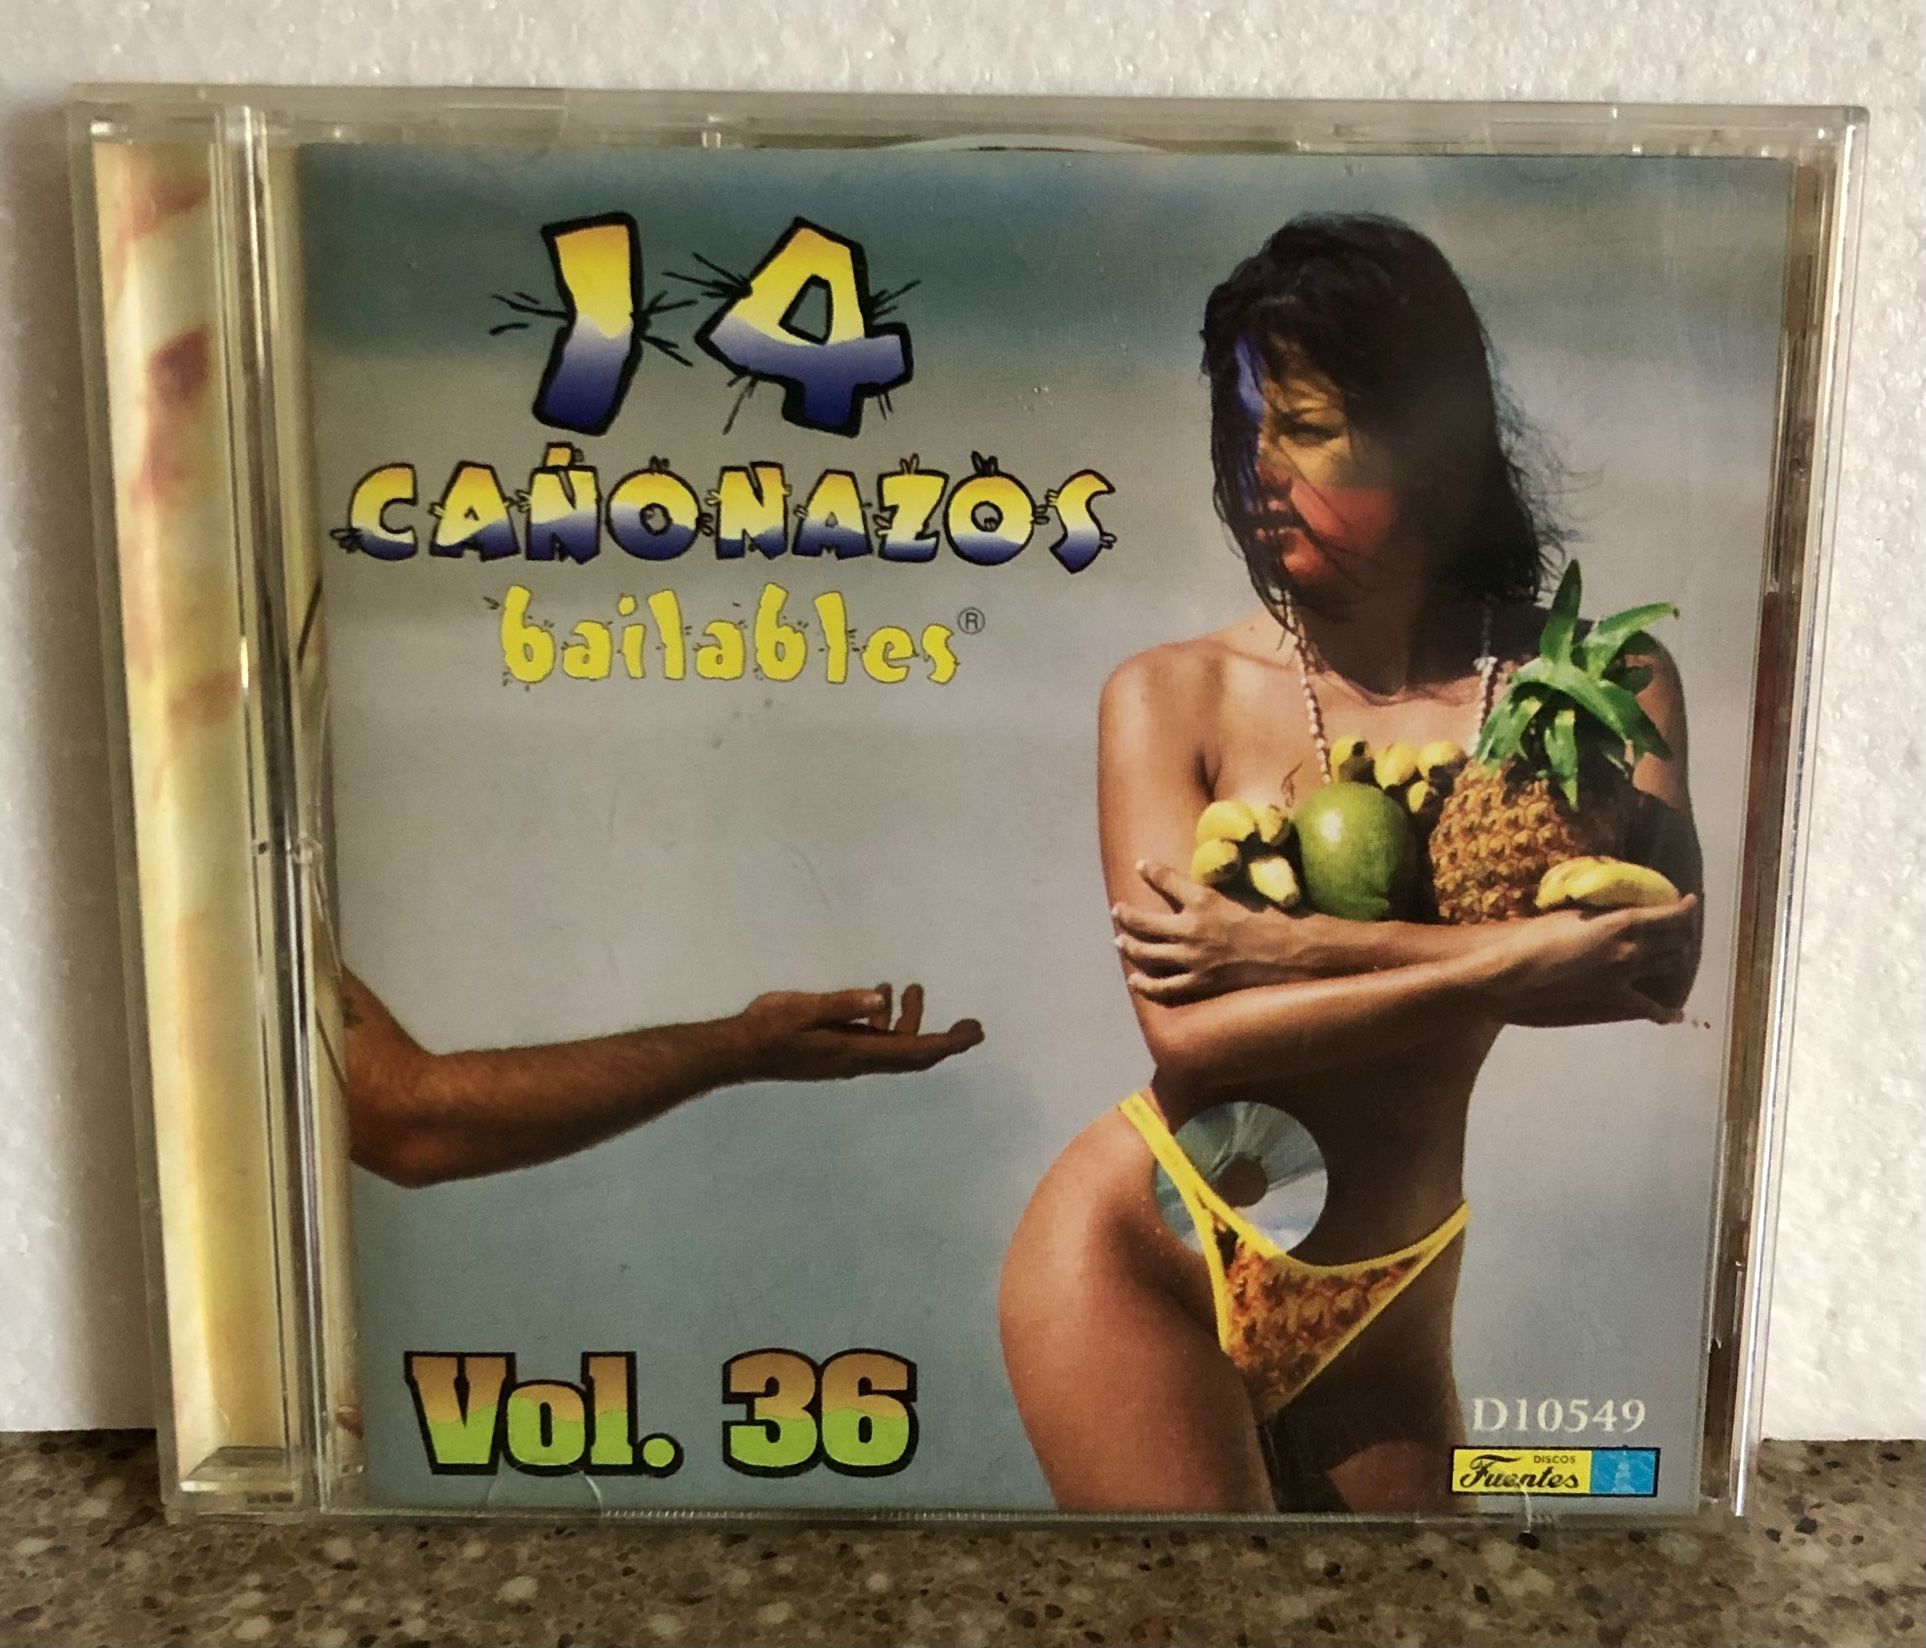 14
CAÑONAZOS
bailables®
Vol. 36
D10549
DISCOS
Fuentes